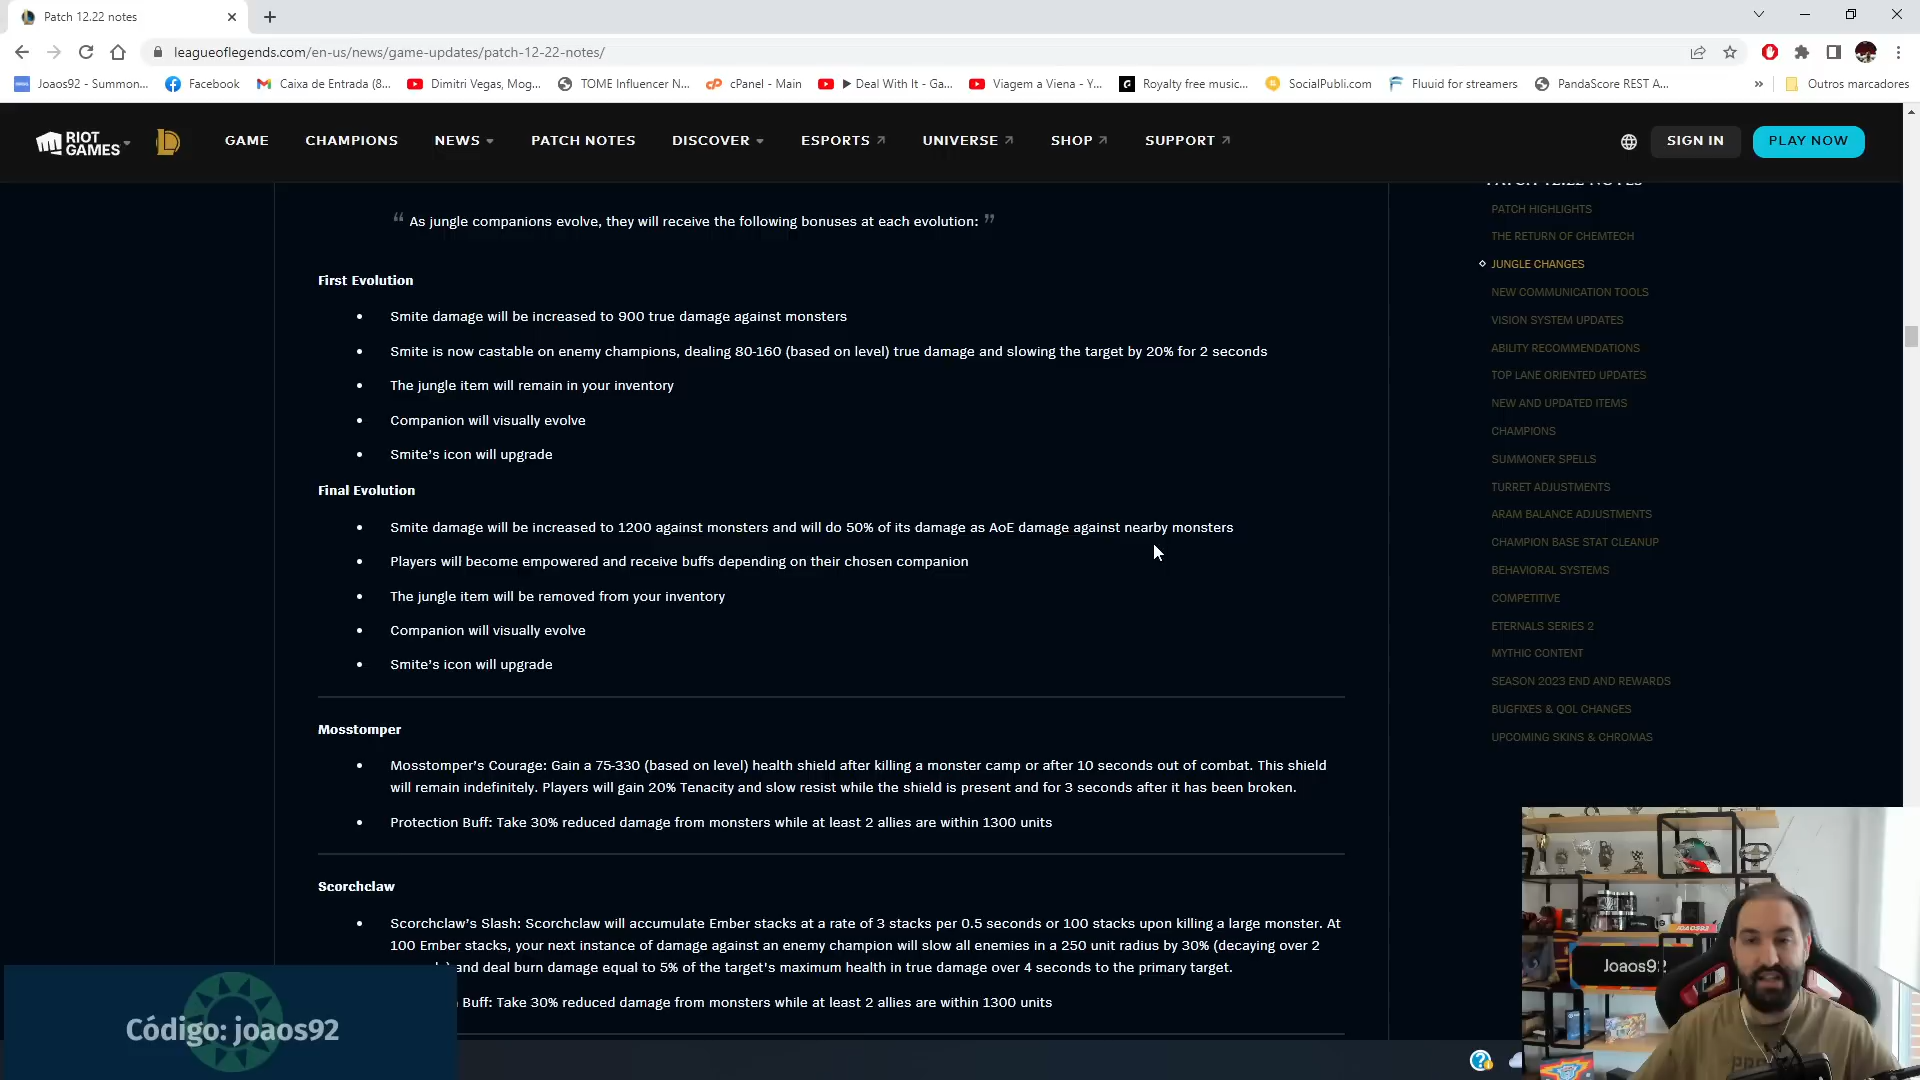 Patch 12.22 notes
leagueoflegends.com/en-us/news/game-updates/patch-12-22-notes/
Joaos92 - Summon...
Facebook
Caixa de Entrada (8...
Dimitri Vegas, Mog...
TOME Influencer N...
cPanel - Main
▶ Deal With It - Ga...
Viagem a Viena - Y...
Royalty free music...
SocialPubli.com
Fluuid for streamers
PandaScore REST A...
»
Outros marcadores
RIOT GAMES
GAME
CHAMPIONS
NEWS
PATCH NOTES
DISCOVER
ESPORTS
UNIVERSE
SHOP
SUPPORT
SIGN IN
PLAY NOW
“ As jungle companions evolve, they will receive the following bonuses at each evolution: ”
First Evolution
• Smite damage will be increased to 900 true damage against monsters
• Smite is now castable on enemy champions, dealing 80-160 (based on level) true damage and slowing the target by 20% for 2 seconds
• The jungle item will remain in your inventory
• Companion will visually evolve
• Smite's icon will upgrade
Final Evolution
• Smite damage will be increased to 1200 against monsters and will do 50% of its damage as AoE damage against nearby monsters
• Players will become empowered and receive buffs depending on their chosen companion
• The jungle item will be removed from your inventory
• Companion will visually evolve
• Smite's icon will upgrade
Mosstomper
• Mosstomper's Courage: Gain a 75-330 (based on level) health shield after killing a monster camp or after 10 seconds out of combat. This shield
will remain indefinitely. Players will gain 20% Tenacity and slow resist while the shield is present and for 3 seconds after it has been broken.
• Protection Buff: Take 30% reduced damage from monsters while at least 2 allies are within 1300 units
Scorchclaw
• Scorchclaw's Slash: Scorchclaw will accumulate Ember stacks at a rate of 3 stacks per 0.5 seconds or 100 stacks upon killing a large monster. At
100 Ember stacks, your next instance of damage against an enemy champion will slow all enemies in a 250 unit radius by 30% (decaying over 2
and deal burn damage equal to 5% of the target's maximum health in true damage over 4 seconds to the primary target.
Buff: Take 30% reduced damage from monsters while at least 2 allies are within 1300 units
PATCH 12.22 NOTES
PATCH HIGHLIGHTS
THE RETURN OF CHEMTECH
JUNGLE CHANGES
NEW COMMUNICATION TOOLS
VISION SYSTEM UPDATES
ABILITY RECOMMENDATIONS
TOP LANE ORIENTED UPDATES
NEW AND UPDATED ITEMS
CHAMPIONS
SUMMONER SPELLS
TURRET ADJUSTMENTS
ARAM BALANCE ADJUSTMENTS
CHAMPION BASE STAT CLEANUP
BEHAVIORAL SYSTEMS
COMPETITIVE
ETERNALS SERIES 2
MYTHIC CONTENT
SEASON 2023 END AND REWARDS
BUGFIXES & QOL CHANGES
UPCOMING SKINS & CHROMAS
Código: joaos92
Joaos92